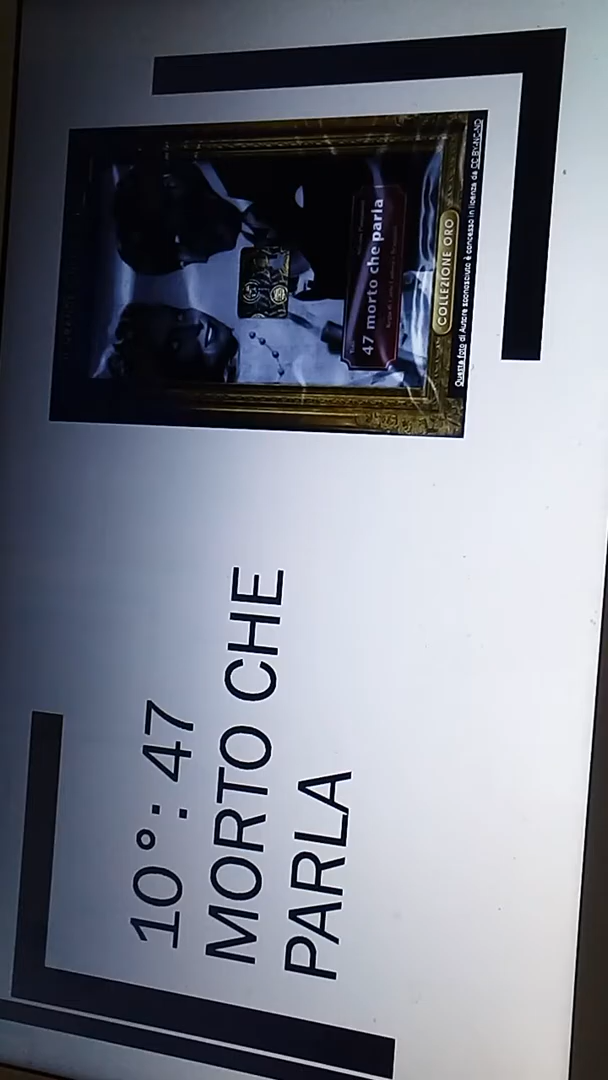 10°: 47
MORTO CHE
PARLA
47 morto che parla
COLLEZIONE ORO
Questa foto di Autore sconosciuto è concesso in licenza da CC BY-NC-ND